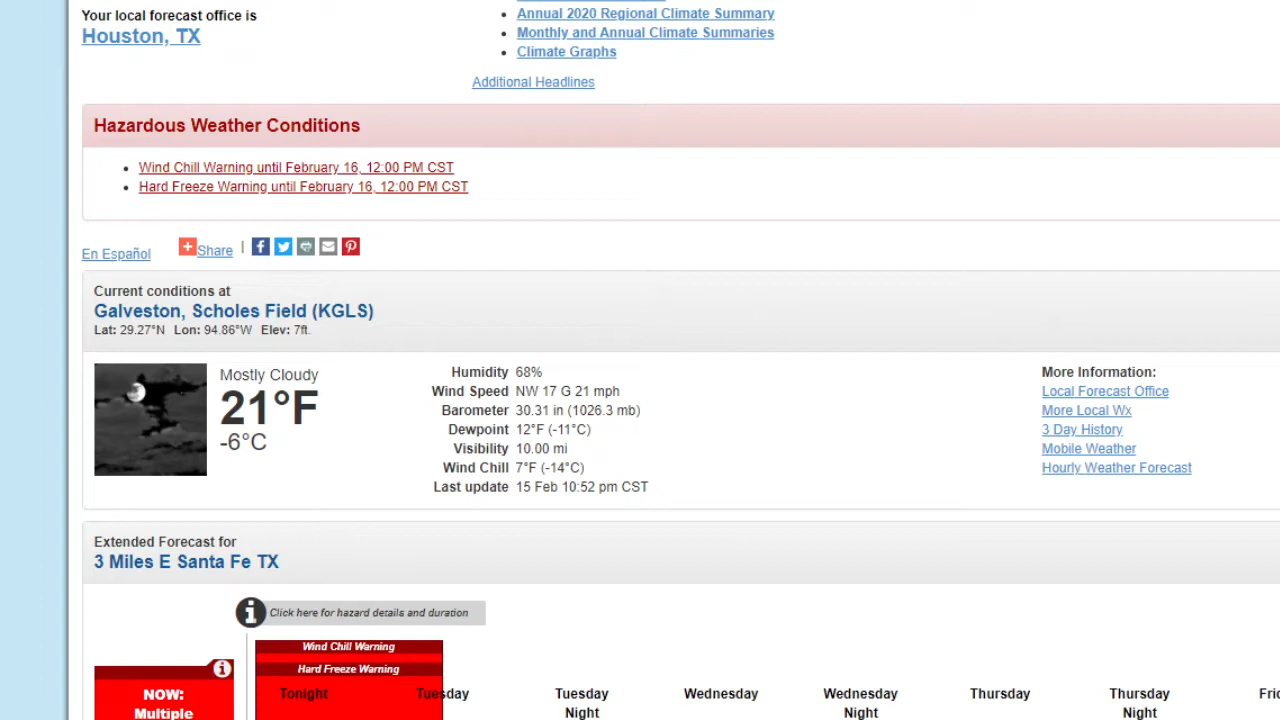 Your local forecast office is
Houston, TX
Annual 2020 Regional Climate Summary
Monthly and Annual Climate Summaries
Climate Graphs
Additional Headlines
Hazardous Weather Conditions
Wind Chill Warning until February 16, 12:00 PM CST
Hard Freeze Warning until February 16, 12:00 PM CST
En Español
Share |
Current conditions at
Galveston, Scholes Field (KGLS)
Lat: 29.27°N Lon: 94.86°W Elev: 7ft.
Mostly Cloudy
21°F
-6°C
Humidity 68%
Wind Speed NW 17 G 21 mph
Barometer 30.31 in (1026.3 mb)
Dewpoint 12°F (-11°C)
Visibility 10.00 mi
Wind Chill 7°F (-14°C)
Last update 15 Feb 10:52 pm CST
More Information:
Local Forecast Office
More Local Wx
3 Day History
Mobile Weather
Hourly Weather Forecast
Extended Forecast for
3 Miles E Santa Fe TX
Click here for hazard details and duration
Wind Chill Warning
Hard Freeze Warning
NOW:
Multiple
Tonight
Tuesday
Tuesday
Night
Wednesday
Wednesday
Night
Thursday
Thursday
Night
Fri